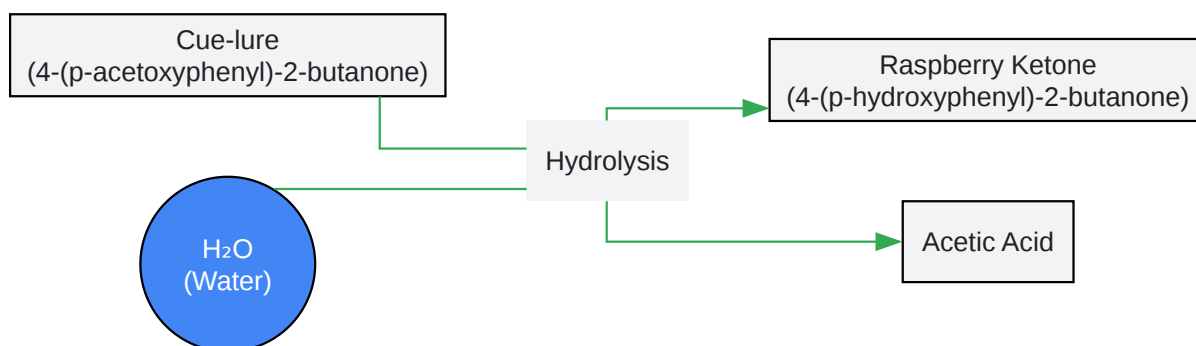 Cue-lure
(4-(p-acetoxyphenyl)-2-butanone)
Raspberry Ketone
(4-(p-hydroxyphenyl)-2-butanone)
Hydrolysis
H₂O
(Water)
Acetic Acid